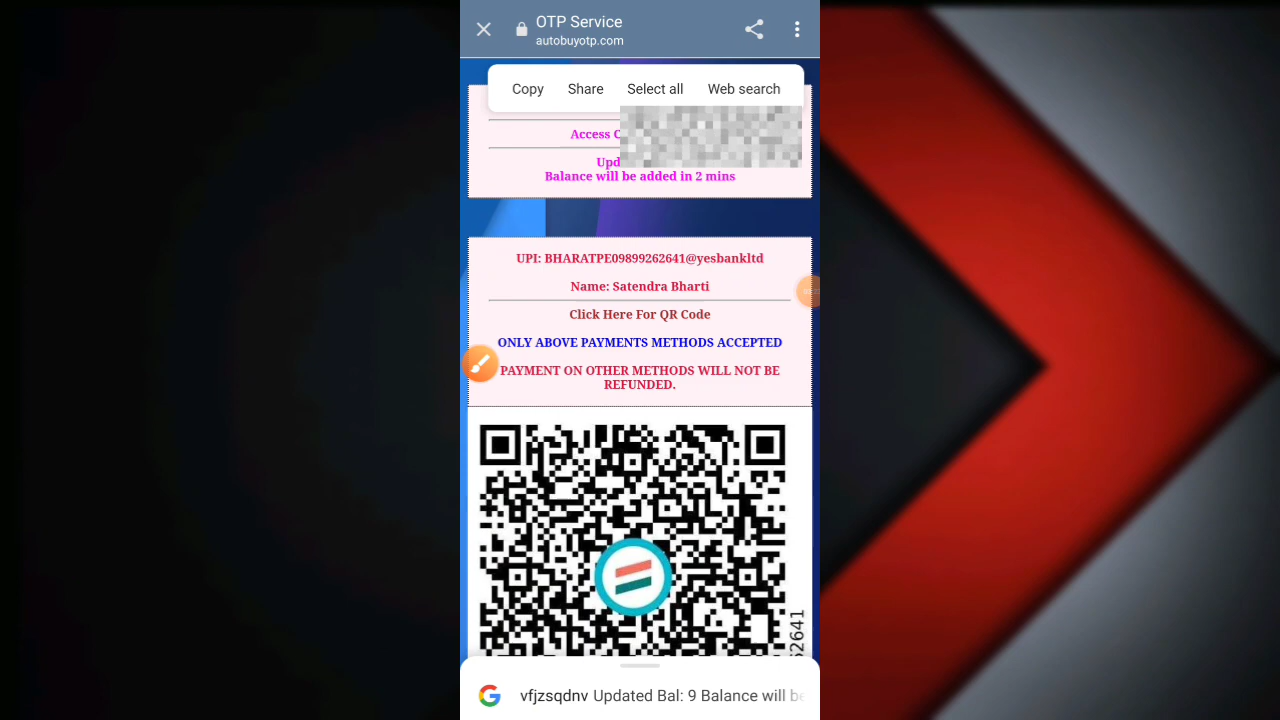 OTP Service
autobuyotp.com
Copy Share Select all Web search
Access
Balance will be added in 2 mins
UPI: BHARATPE09899262641@yesbankltd
Name: Satendra Bharti
Click Here For QR Code
ONLY ABOVE PAYMENTS METHODS ACCEPTED
PAYMENT ON OTHER METHODS WILL NOT BE
REFUNDED.
52641
vfjzsqdnv Updated Bal: 9 Balance will be